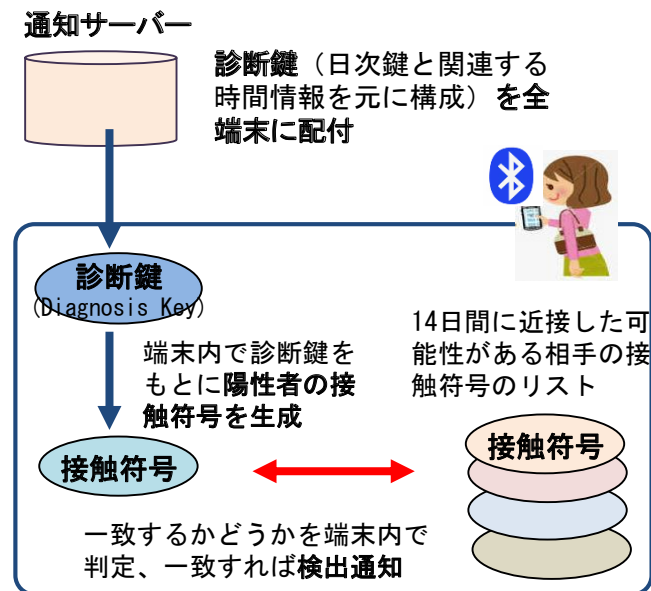 通知サーバー
診断鍵（日次鍵と関連する
時間情報を元に構成）を全
端末に配付
診断鍵
(Diagnosis Key)
端末内で診断鍵を
もとに陽性者の接
触符号を生成
14日間に近接した可
能性がある相手の接
触符号のリスト
接触符号
接触符号
一致するかどうかを端末内で
判定、一致すれば検出通知